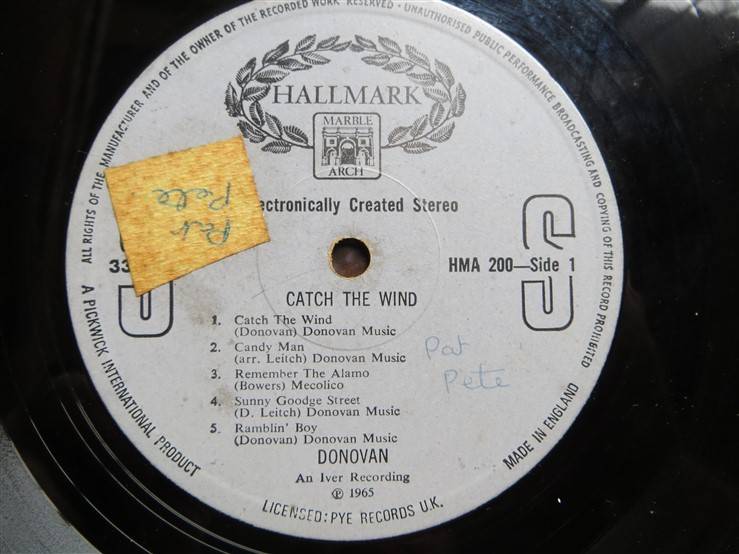 ALL RIGHTS OF THE MANUFACTURER AND OF THE OWNER OF THE RECORDED WORK RESERVED · UNAUTHORISED PUBLIC PERFORMANCE BROADCASTING AND COPYING OF THIS RECORD PROHIBITED
HALLMARK
MARBLE
ARCH
Pat
Pete
ectronically Created Stereo
S
S
33
HMA 200—Side 1
CATCH THE WIND
1. Catch The Wind
(Donovan) Donovan Music
2. Candy Man
(arr. Leitch) Donovan Music
3. Remember The Alamo
(Bowers) Mecolico
4. Sunny Goodge Street
(D. Leitch) Donovan Music
5. Ramblin' Boy
(Donovan) Donovan Music
Pat
Pete
DONOVAN
An Iver Recording
℗ 1965
A PICKWICK INTERNATIONAL PRODUCT
LICENSED: PYE RECORDS U.K.
MADE IN ENGLAND